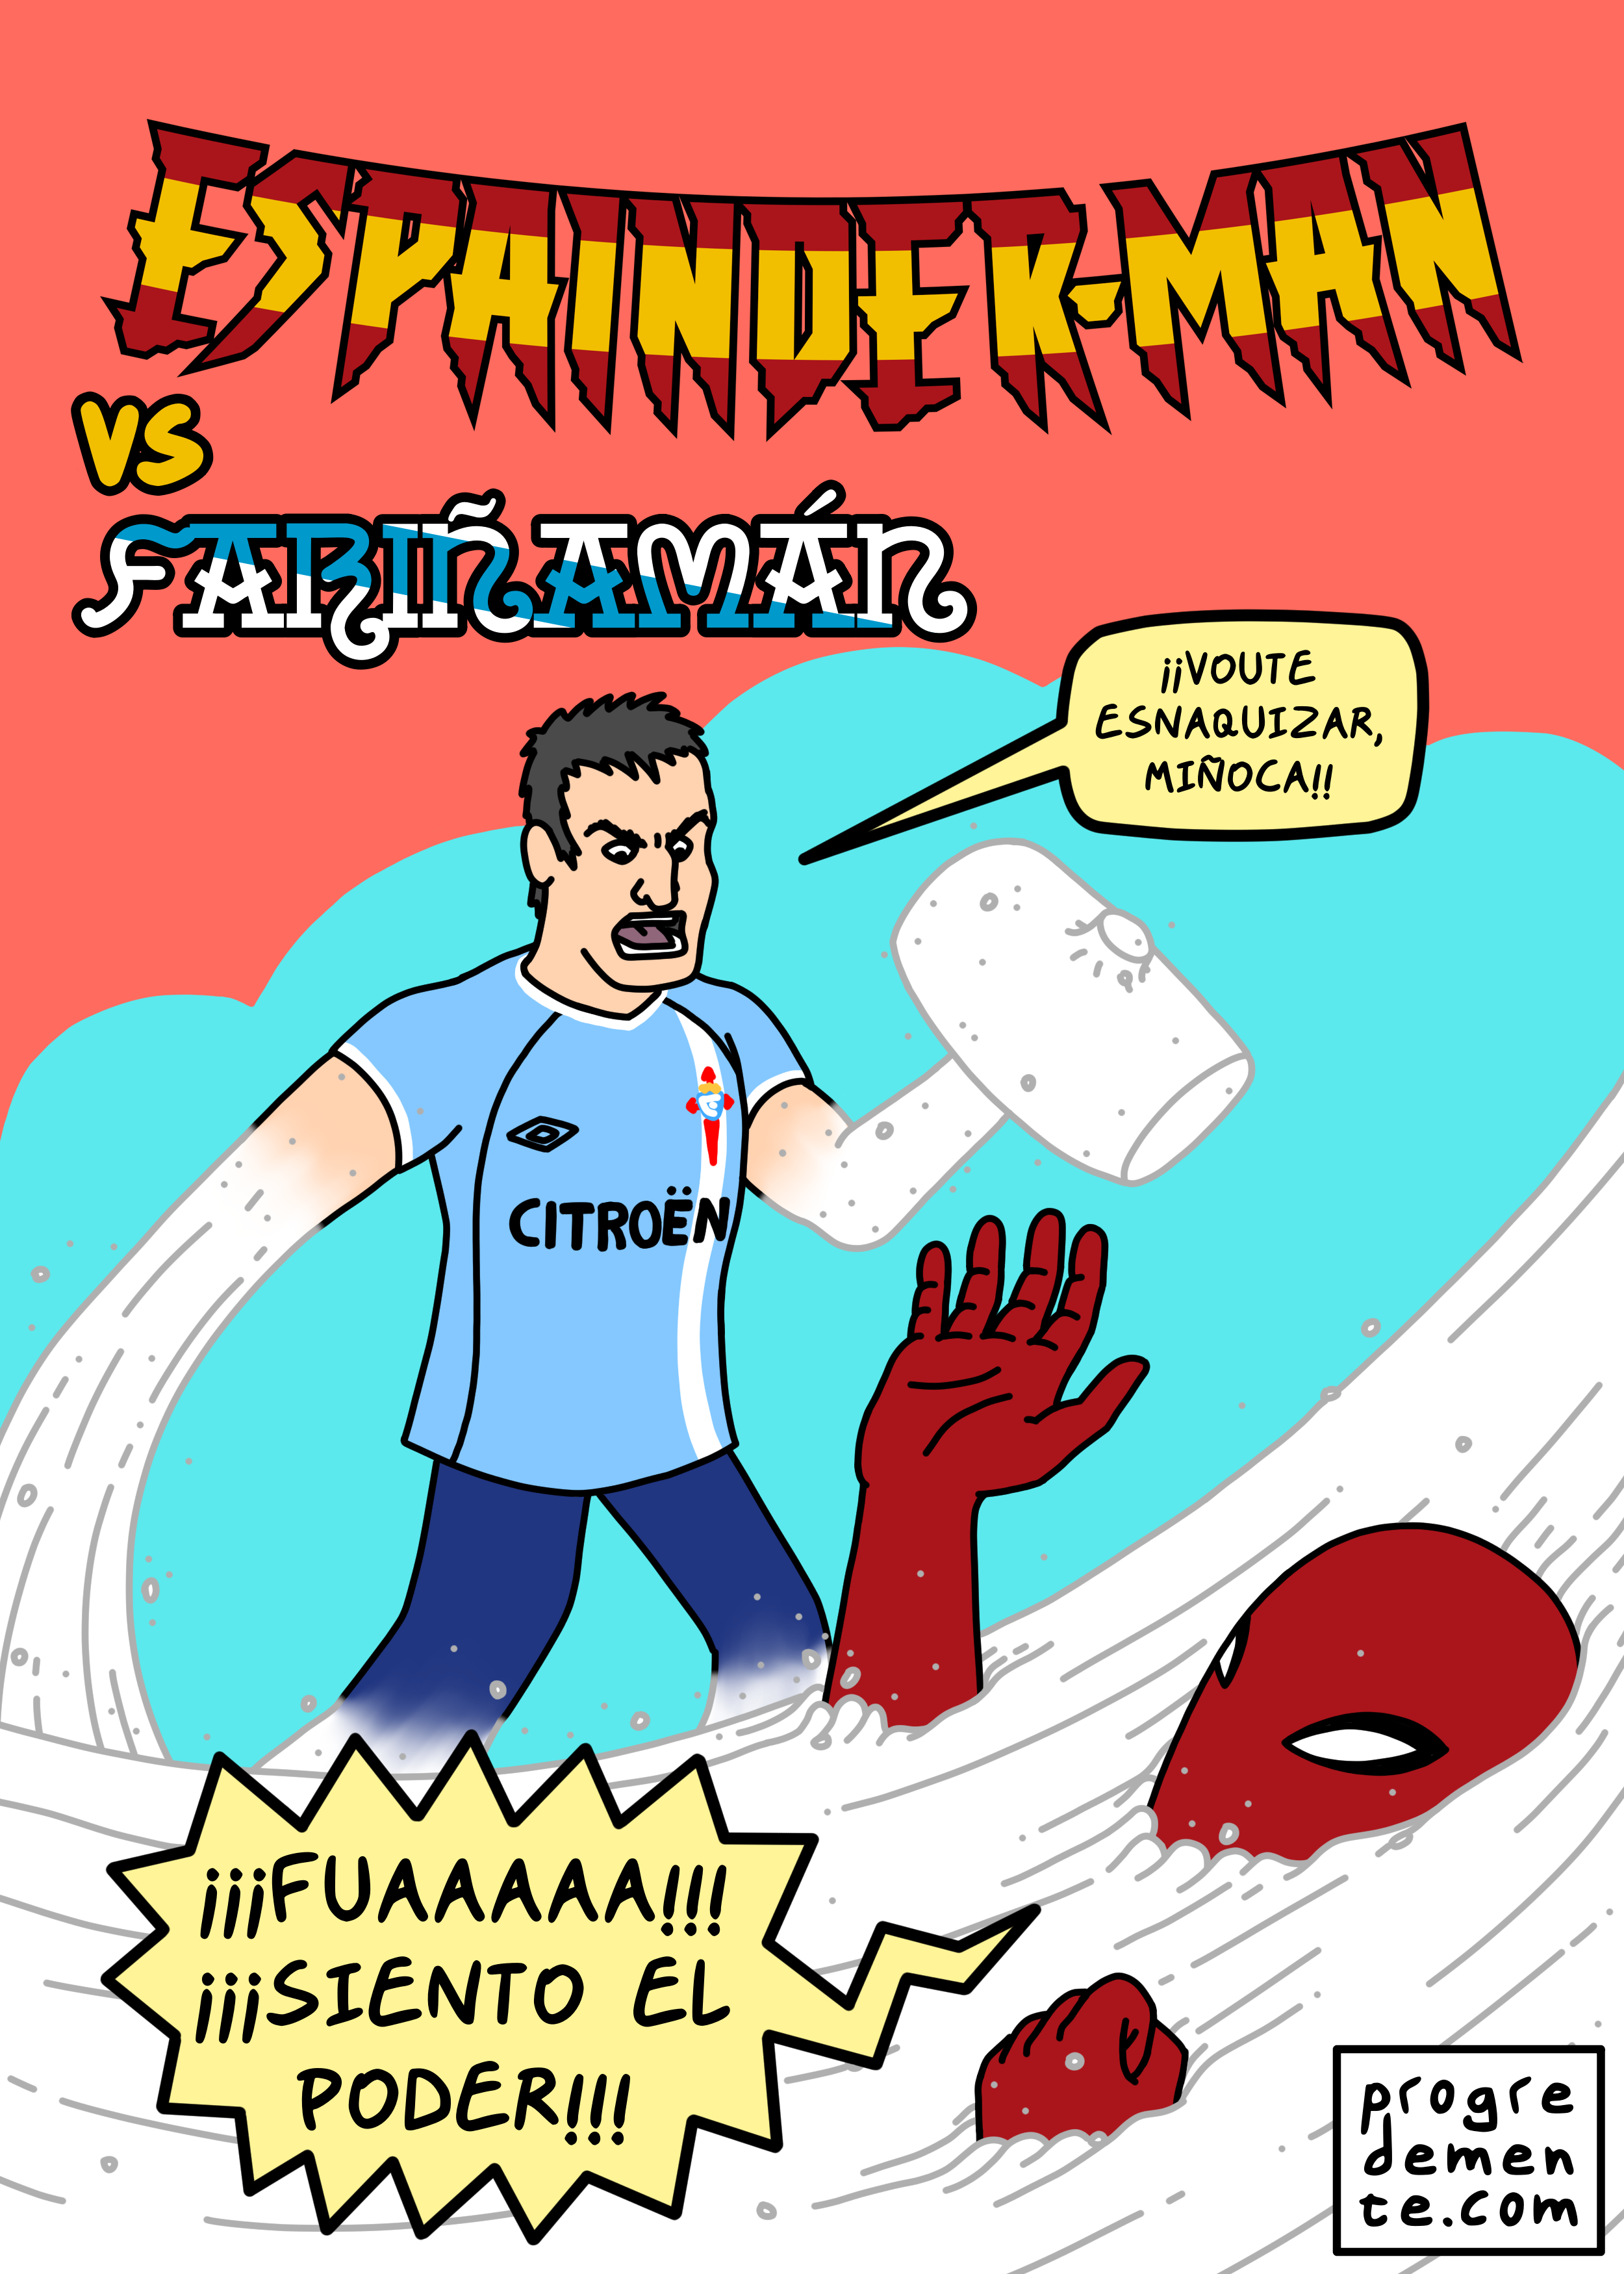 ESPAINDER-MAN
VS
FARIÑAMÁN
¡¡VOUTE
ESNAQUIZAR,
MIÑOCA!!
CITROËN
¡¡¡FUAAAAA!!!
¡¡¡SIENTO EL
PODER!!!
progre
demen
te.com